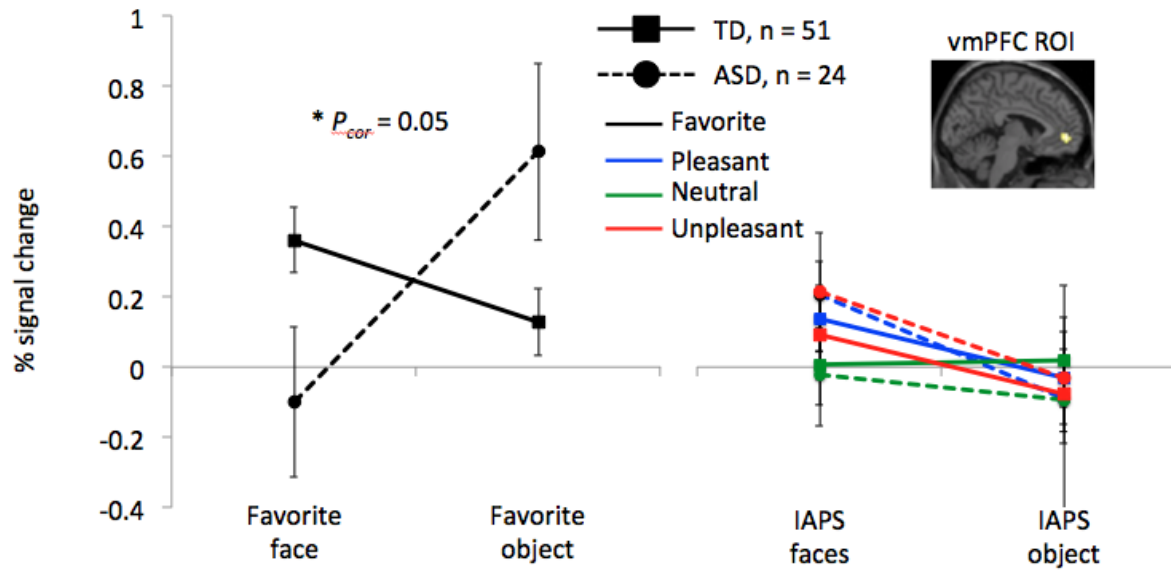 1
0.8
0.6
0.4
0.2
0
-0.2
-0.4
% signal change
* Pcor = 0.05
TD, n = 51
ASD, n = 24
Favorite
Pleasant
Neutral
Unpleasant
vmPFC ROI
Favorite
face
Favorite
object
IAPS
faces
IAPS
object